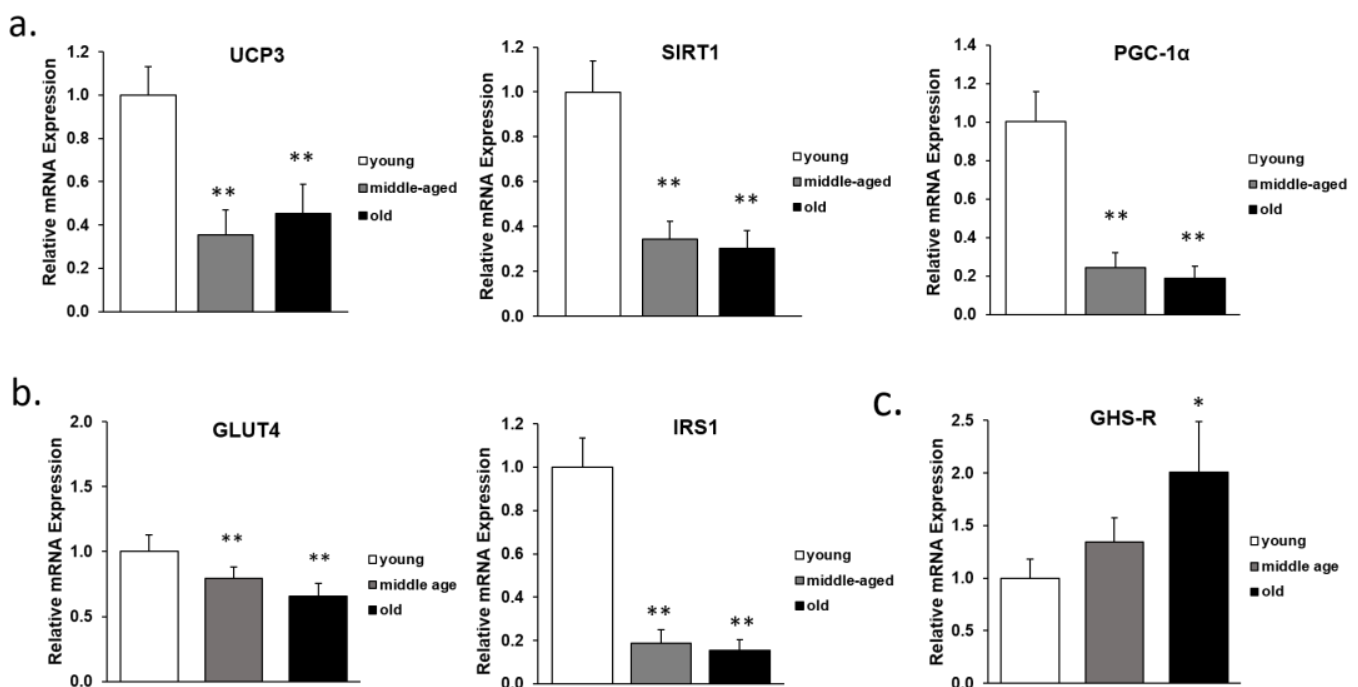 a.
UCP3
Relative mRNA Expression
1.2
1.0
0.8
0.6
0.4
0.2
0.0
**
**
young
middle-aged
old
SIRT1
Relative mRNA Expression
1.2
1.0
0.8
0.6
0.4
0.2
0.0
**
**
young
middle-aged
old
PGC-1α
Relative mRNA Expression
1.4
1.2
1.0
0.8
0.6
0.4
0.2
0.0
**
**
young
middle-aged
old
b.
GLUT4
Relative mRNA Expression
2.0
1.5
1.0
0.5
0.0
**
**
young
middle age
old
IRS1
Relative mRNA Expression
1.2
1.0
0.8
0.6
0.4
0.2
0.0
**
**
young
middle-aged
old
c.
GHS-R
Relative mRNA Expression
2.5
2.0
1.5
1.0
0.5
0.0
*
young
middle age
old